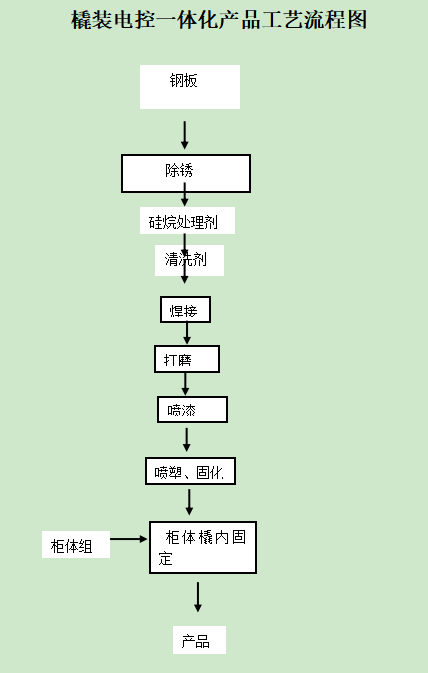 橇装电控一体化产品工艺流程图
钢板
除锈
硅烷处理剂
清洗剂
焊接
打磨
喷漆
喷塑、固化
柜体组
柜体橇内固
定
产品